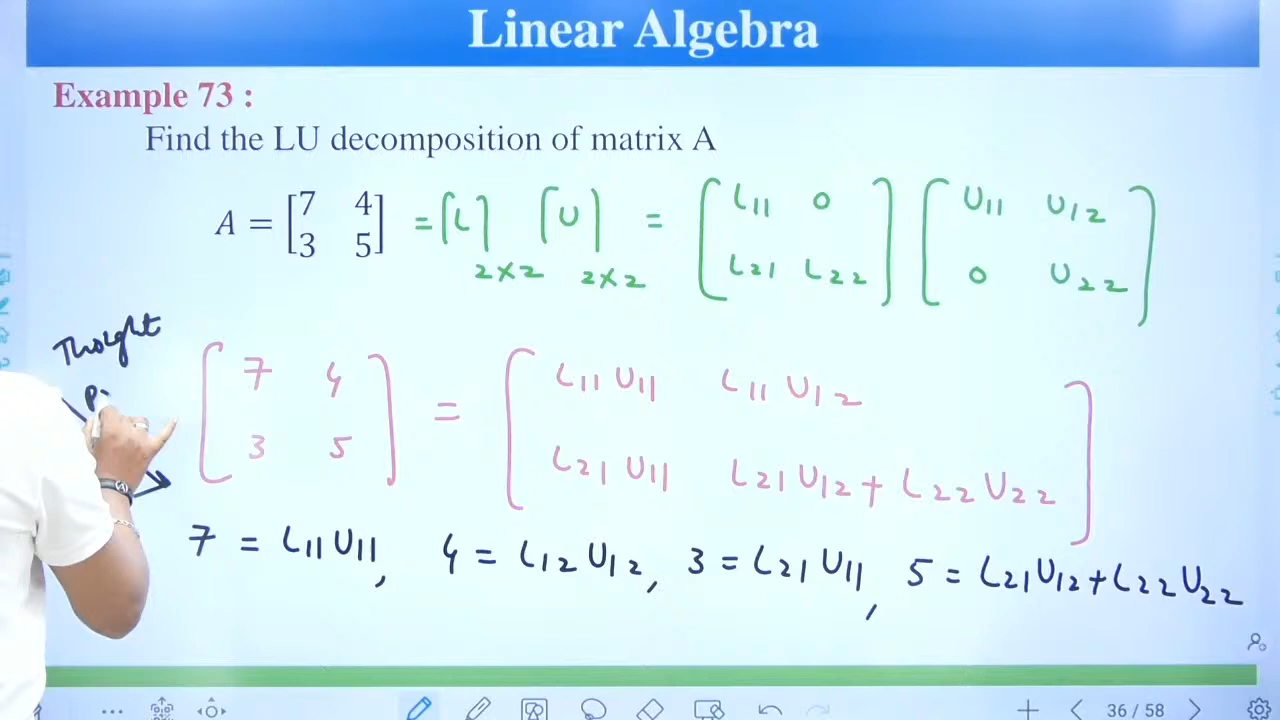 Linear Algebra
Example 73 :
Find the LU decomposition of matrix A
A = [7 4 3 5] = [L] 2×2 [U] 2×2 = [L11 0 L21 L22] [U11 U12 0 U22]
Thoight
P
[7 4 3 5] = [L11 U11 L11 U12 L21 U11 L21 U12 + L22 U22]
7 = L11 U11, 4 = L12 U12, 3 = L21 U11, 5 = L21 U12 + L22 U22
36 / 58